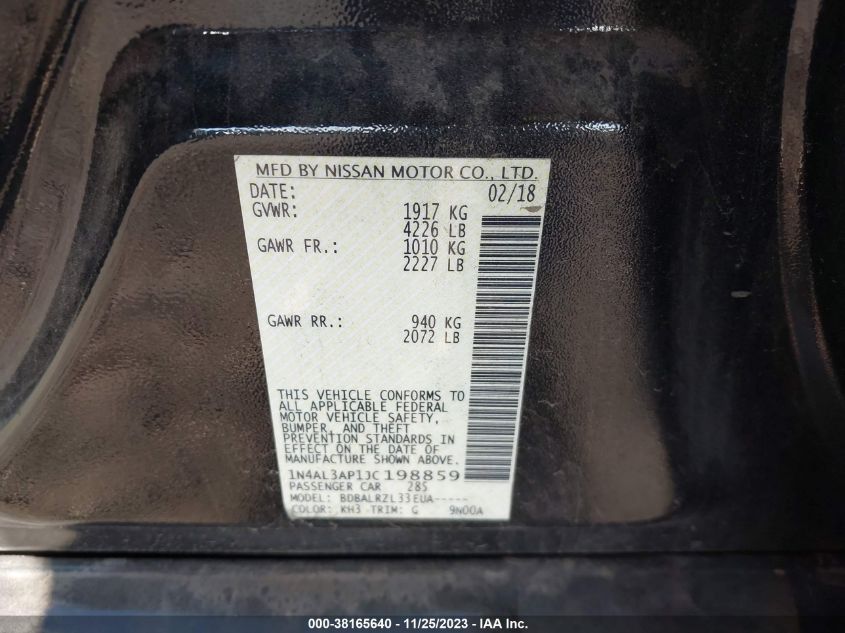 MFD BY NISSAN MOTOR CO., LTD.
DATE: 02/18
GVWR: 1917 KG
4226 LB
GAWR FR.: 1010 KG
2227 LB
GAWR RR.: 940 KG
2072 LB
THIS VEHICLE CONFORMS TO
ALL APPLICABLE FEDERAL
MOTOR VEHICLE SAFETY,
BUMPER, AND THEFT
PREVENTION STANDARDS IN
EFFECT ON THE DATE OF
MANUFACTURE SHOWN ABOVE.
1N4AL3AP1JC198859
PASSENGER CAR 285
MODEL: BDBALRZL33EUA-----
COLOR: KH3 TRIM: G 9N00A
000-38165640 - 11/25/2023 - IAA Inc.